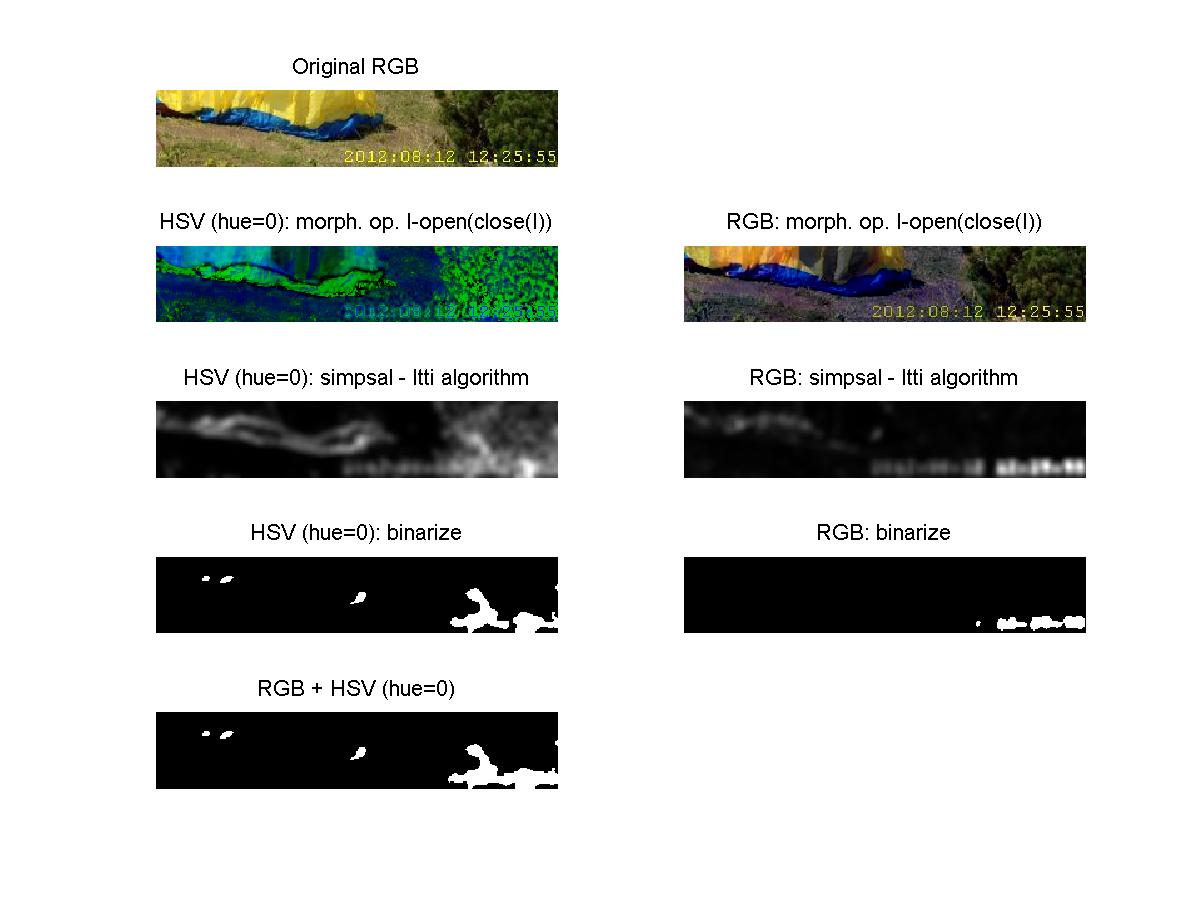 Original RGB
2012:08:12 12:25:55
HSV (hue=0): morph. op. I-open(close(I))
RGB: morph. op. I-open(close(I))
2012:08:12 12:25:55
2012:08:12 12:25:55
HSV (hue=0): simpsal - Itti algorithm
RGB: simpsal - Itti algorithm
HSV (hue=0): binarize
RGB: binarize
RGB + HSV (hue=0)